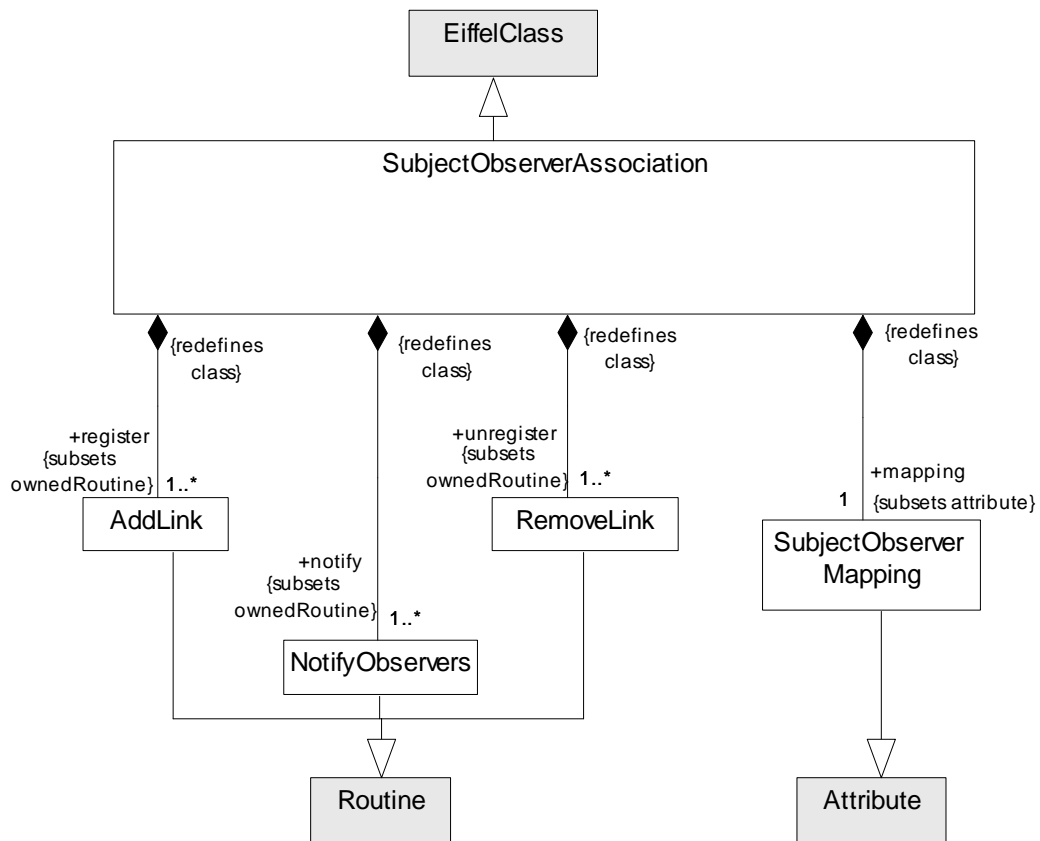 EiffelClass
SubjectObserverAssociation
{redefines
class}
{redefines
class}
{redefines
class}
{redefines
class}
+register
{subsets
ownedRoutine}
1..*
+unregister
{subsets
ownedRoutine}
1..*
+mapping
1
{subsets attribute}
AddLink
RemoveLink
SubjectObserver
Mapping
+notify
{subsets
ownedRoutine}
1..*
NotifyObservers
Routine
Attribute